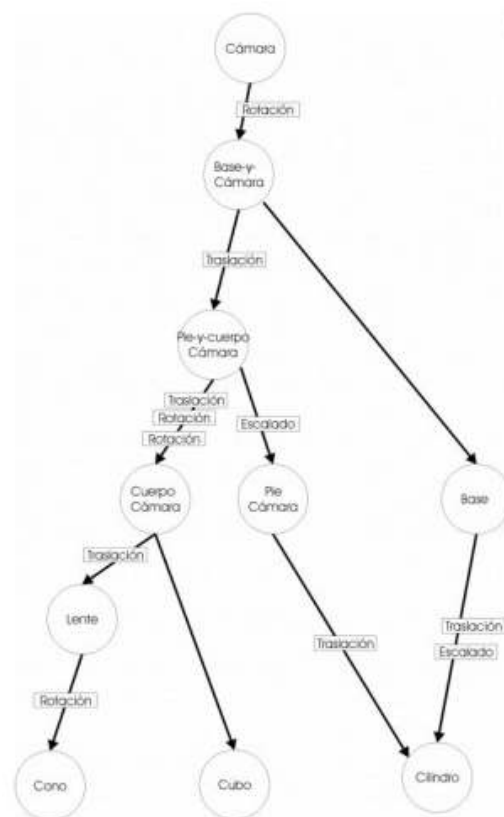 Cámara
Rotación
Base-y-
Cámara
Traslación
Pie-y-cuerpo
Cámara
Traslación
Rotación
Rotación
Escalado
Cuerpo
Cámara
Pie
Cámara
Base
Traslación
Lente
Traslación
Traslación
Escalado
Rotación
Cono
Cubo
Cilindro